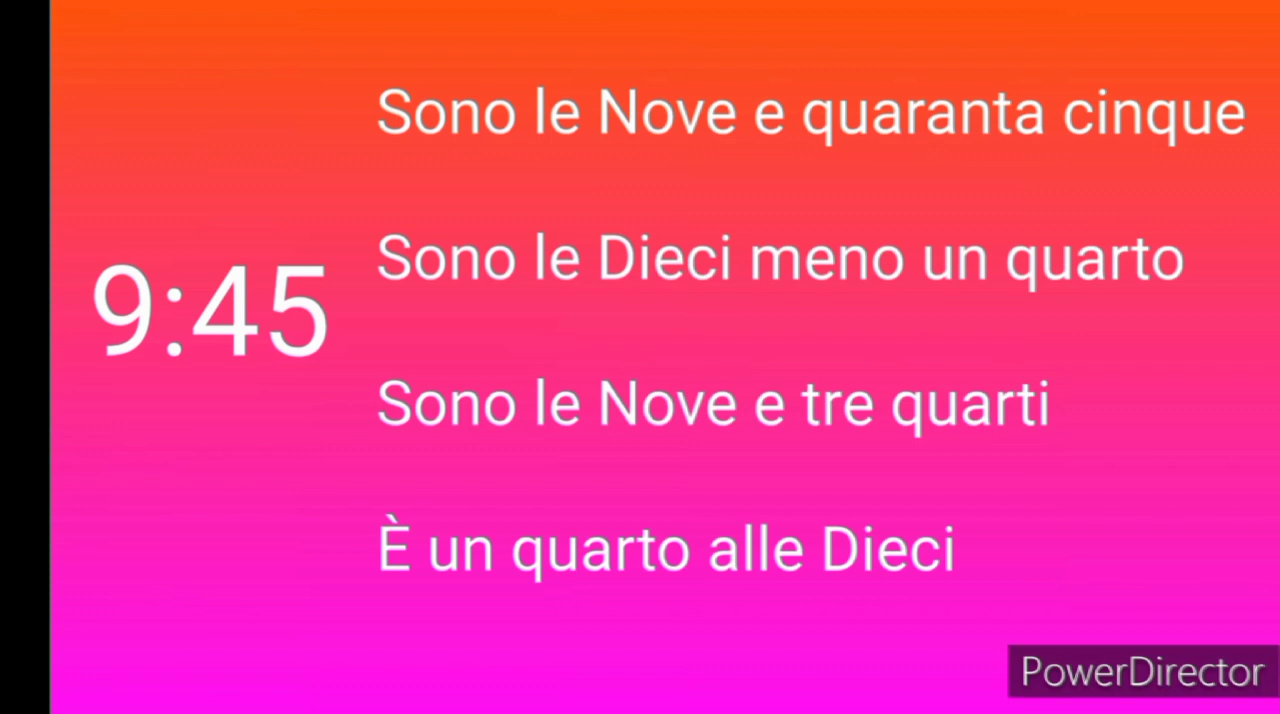 Sono le Nove e quaranta cinque
Sono le Dieci meno un quarto
9:45
Sono le Nove e tre quarti
È un quarto alle Dieci
PowerDirector